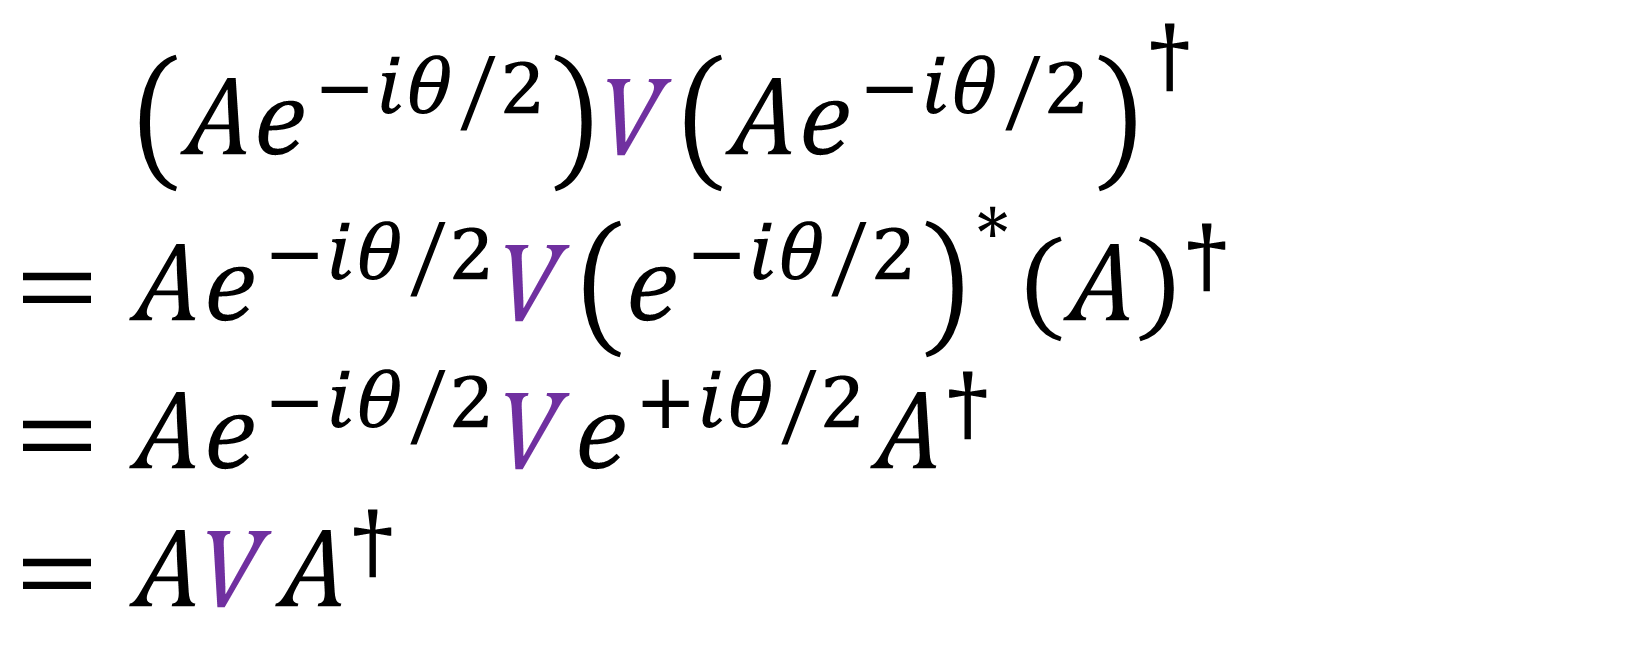 (Ae^{-iθ/2})V(Ae^{-iθ/2})^†
= Ae^{-iθ/2}V(e^{-iθ/2})^*(A)^†
= Ae^{-iθ/2}Ve^{+iθ/2}A^†
= AVA^†